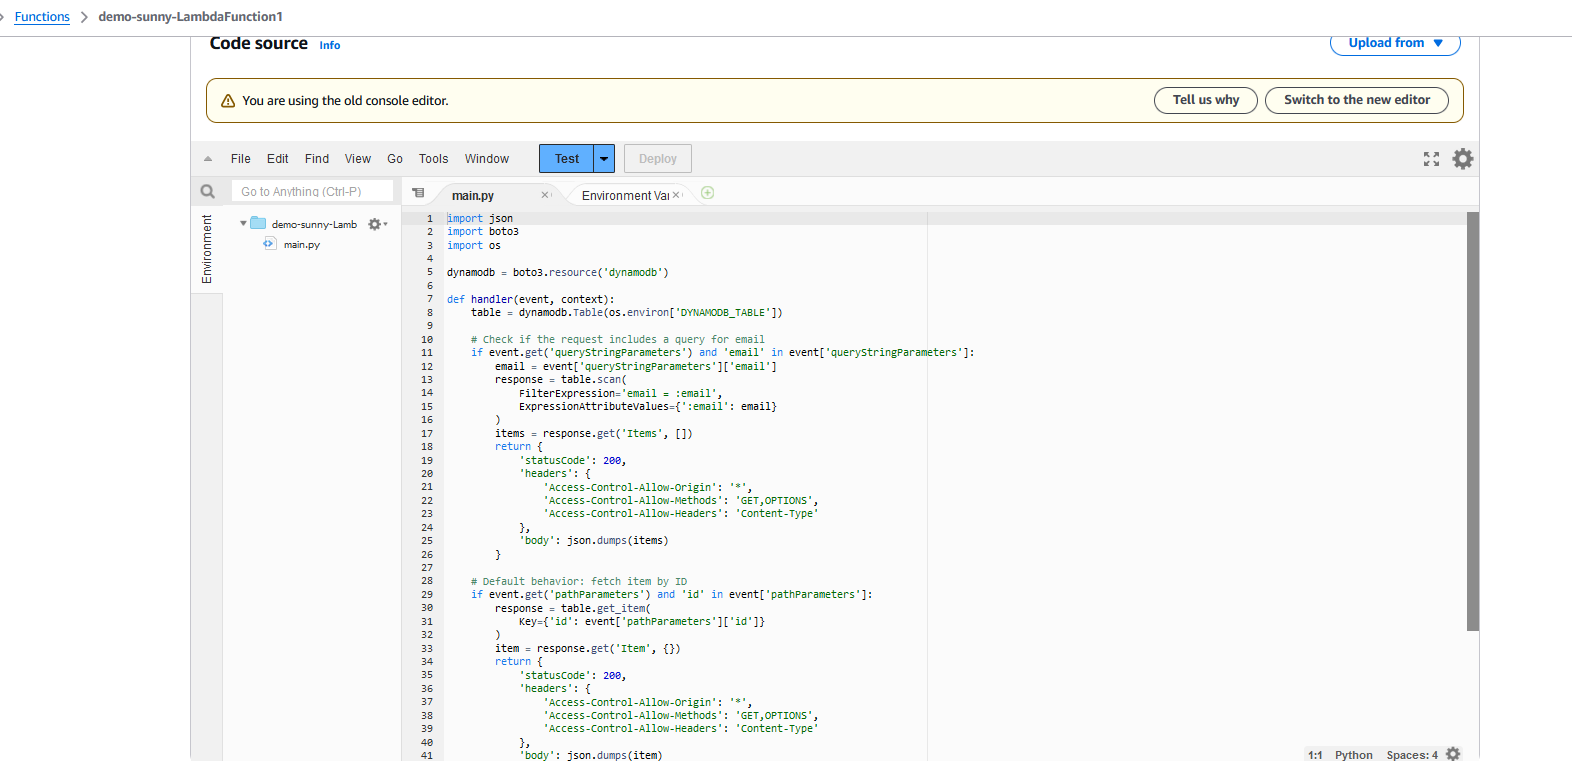 Functions > demo-sunny-LambdaFunction1
Code source Info
Upload from
You are using the old console editor.
Tell us why
Switch to the new editor
File Edit Find View Go Tools Window
Test
Deploy
Go to Anything (Ctrl-P)
main.py
Environment Var
Environment
demo-sunny-Lamb
main.py
1 import json
2 import boto3
3 import os
4
5 dynamodb = boto3.resource('dynamodb')
6
7 def handler(event, context):
8     table = dynamodb.Table(os.environ['DYNAMODB_TABLE'])
9
10     # Check if the request includes a query for email
11     if event.get('queryStringParameters') and 'email' in event['queryStringParameters']:
12         email = event['queryStringParameters']['email']
13         response = table.scan(
14             FilterExpression='email = :email',
15             ExpressionAttributeValues={':email': email}
16         )
17         items = response.get('Items', [])
18         return {
19             'statusCode': 200,
20             'headers': {
21                 'Access-Control-Allow-Origin': '*',
22                 'Access-Control-Allow-Methods': 'GET,OPTIONS',
23                 'Access-Control-Allow-Headers': 'Content-Type'
24             },
25             'body': json.dumps(items)
26         }
27
28     # Default behavior: fetch item by ID
29     if event.get('pathParameters') and 'id' in event['pathParameters']:
30         response = table.get_item(
31             Key={'id': event['pathParameters']['id']}
32         )
33         item = response.get('Item', {})
34         return {
35             'statusCode': 200,
36             'headers': {
37                 'Access-Control-Allow-Origin': '*',
38                 'Access-Control-Allow-Methods': 'GET,OPTIONS',
39                 'Access-Control-Allow-Headers': 'Content-Type'
40             },
41             'body': json.dumps(item)
1:1 Python Spaces: 4